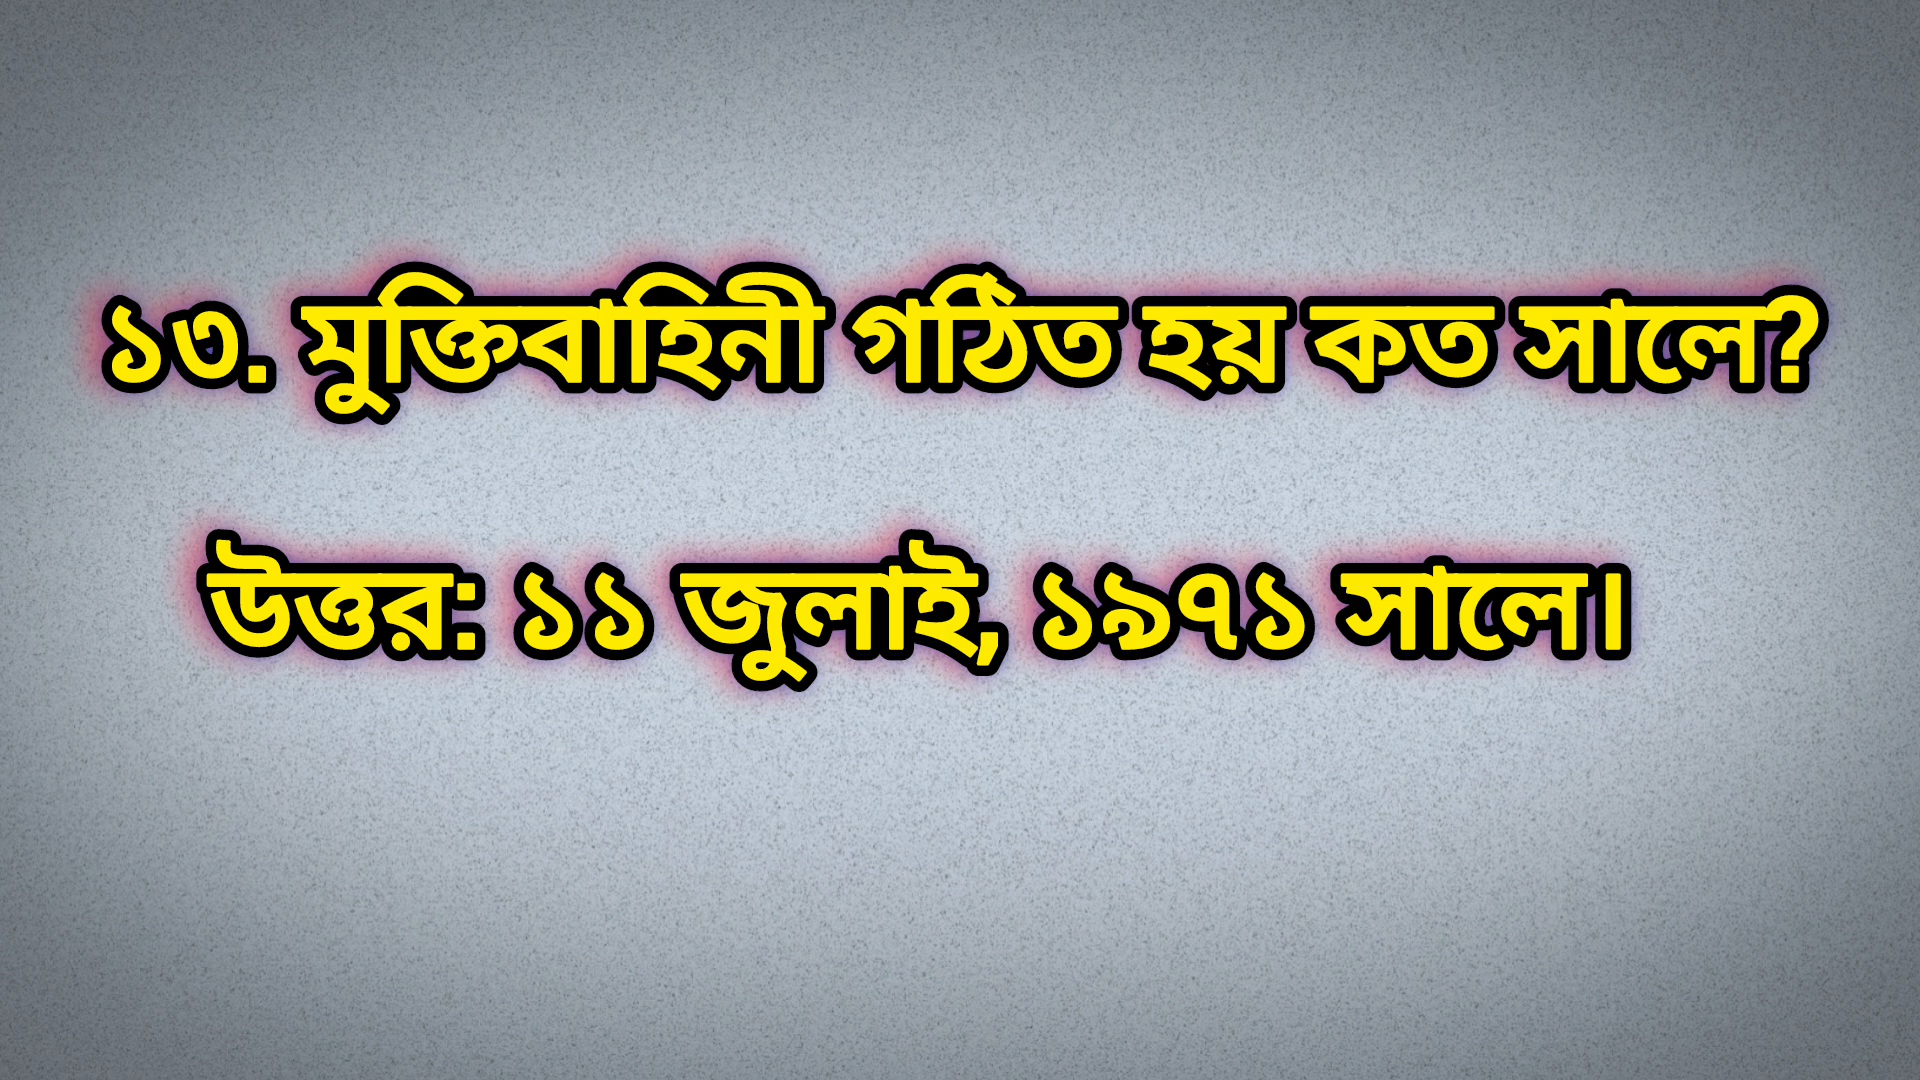 ১৩. মুক্তিবাহিনী গঠিত হয় কত সালে?
উত্তর: ১১ জুলাই, ১৯৭১ সালে।